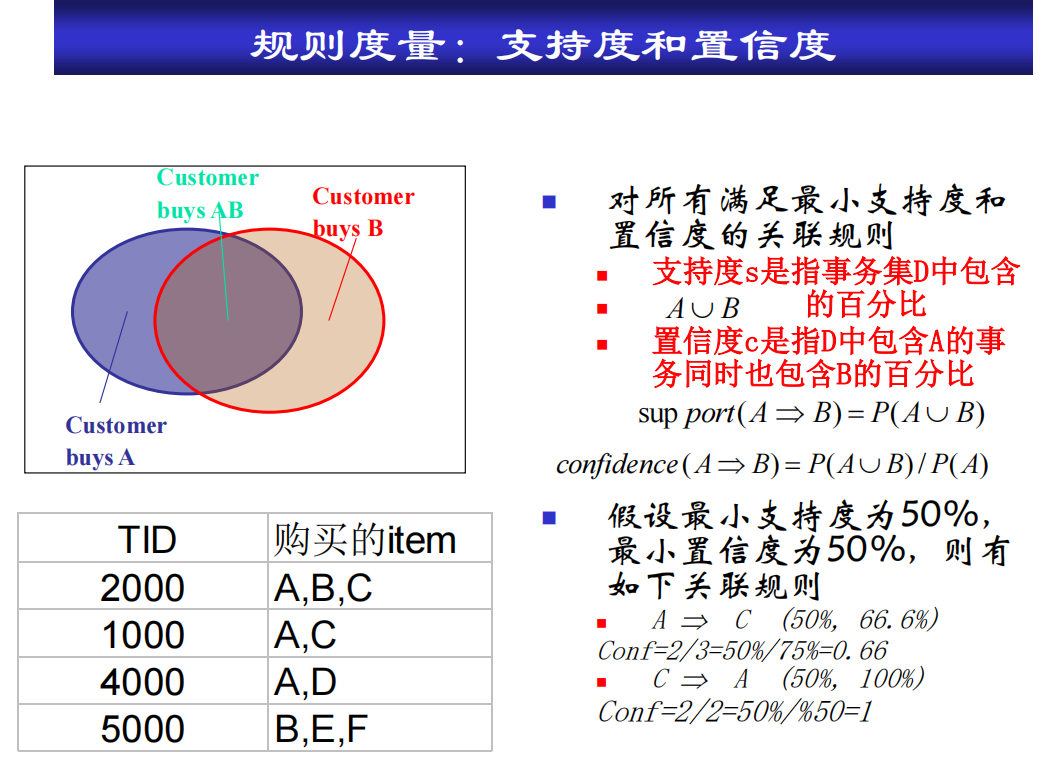 规则度量：支持度和置信度
Customer
buys AB
Customer
buys B
Customer
buys A
TID 购买的item
2000 A,B,C
1000 A,C
4000 A,D
5000 B,E,F
对所有满足最小支持度和
置信度的关联规则
支持度s是指事务集D中包含
A∪B 的百分比
置信度c是指D中包含A的事
务同时也包含B的百分比
sup port(A ⇒ B) = P(A∪B)
confidence(A ⇒ B) = P(A∪B)/P(A)
假设最小支持度为50%,
最小置信度为50%, 则有
如下关联规则
A ⇒ C (50%, 66.6%)
Conf=2/3=50%/75%=0.66
C ⇒ A (50%, 100%)
Conf=2/2=50%/%50=1